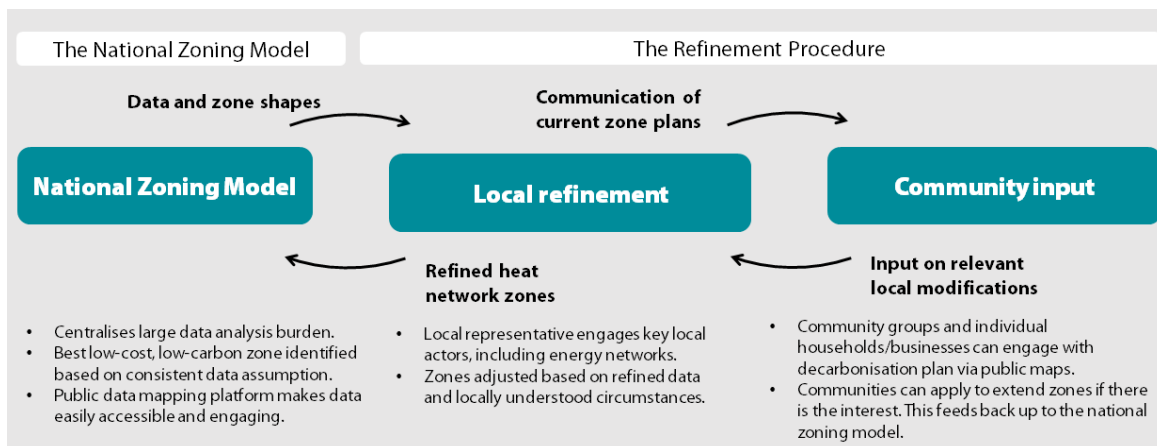 The National Zoning Model
The Refinement Procedure
Data and zone shapes
Communication of
current zone plans
National Zoning Model
Local refinement
Community input
Refined heat
network zones
Input on relevant
local modifications
• Centralises large data analysis burden.
• Best low-cost, low-carbon zone identified
based on consistent data assumption.
• Public data mapping platform makes data
easily accessible and engaging.
• Local representative engages key local
actors, including energy networks.
• Zones adjusted based on refined data
and locally understood circumstances.
• Community groups and individual
households/businesses can engage with
decarbonisation plan via public maps.
• Communities can apply to extend zones if there
is the interest. This feeds back up to the national
zoning model.